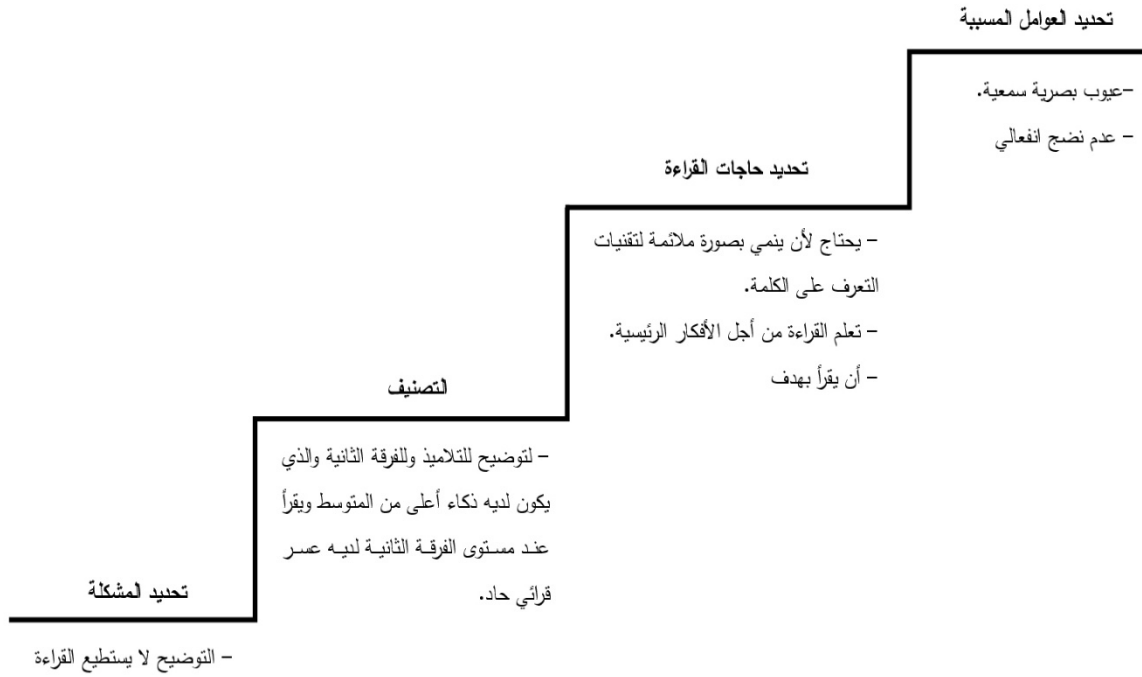 تحديد العوامل المسببة
-عيوب بصرية سمعية.
- عدم نضج انفعالي
تحديد حاجات القراءة
- يحتاج لأن ينمي بصورة ملائمة لتقنيات
التعرف على الكلمة.
- تعلم القراءة من أجل الأفكار الرئيسية.
- أن يقرأ بهدف
التصنيف
- لتوضيح للتلاميذ وللفرقة الثانية والذي
يكون لديه ذكاء أعلى من المتوسط ويقرأ
عند مستوى الفرقة الثانية لديه عسر
قرائي حاد.
تحديد المشكلة
- التوضيح لا يستطيع القراءة